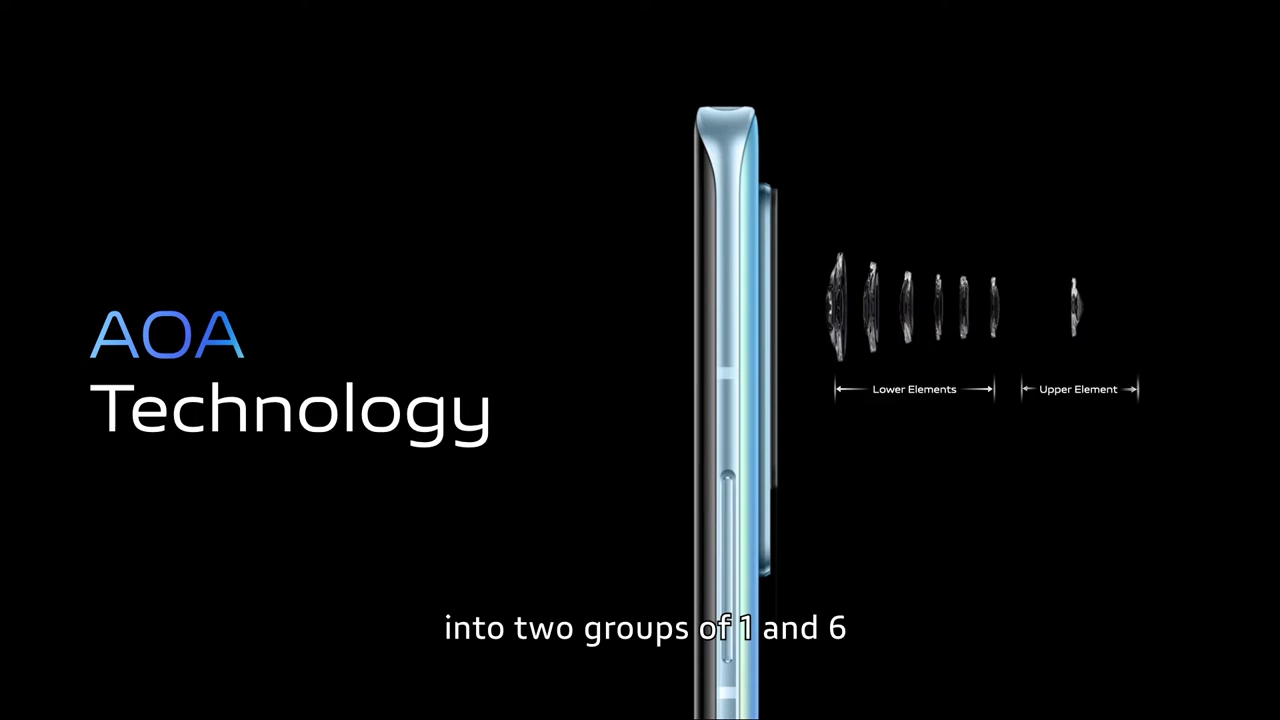 AOA
Technology
Lower Elements
Upper Element
into two groups of 1 and 6